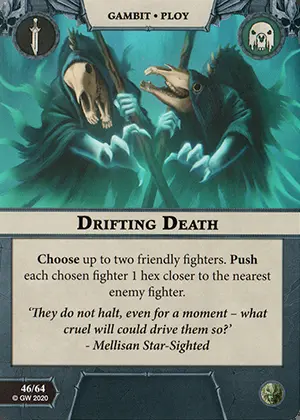 GAMBIT • PLOY
DRIFTING DEATH
Choose up to two friendly fighters. Push
each chosen fighter 1 hex closer to the nearest
enemy fighter.
‘They do not halt, even for a moment – what
cruel will could drive them so?’
- Mellisan Star-Sighted
46/64
© GW 2020